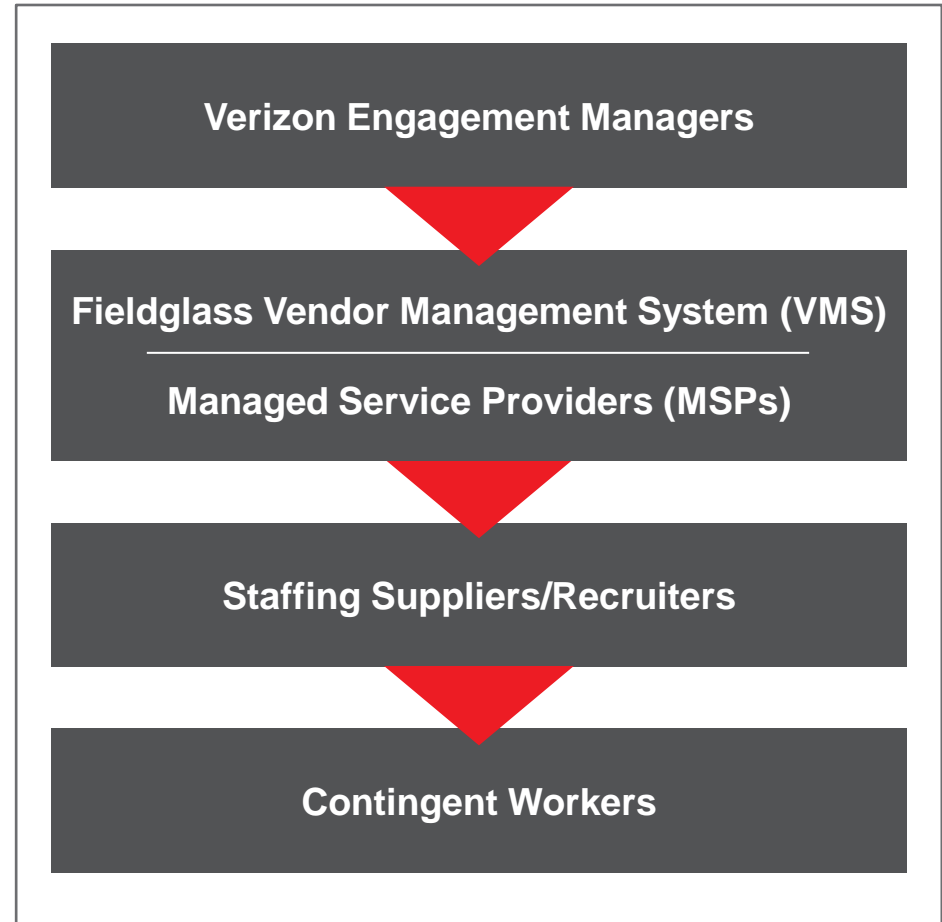 Verizon Engagement Managers
Fieldglass Vendor Management System (VMS)
Managed Service Providers (MSPs)
Staffing Suppliers/Recruiters
Contingent Workers